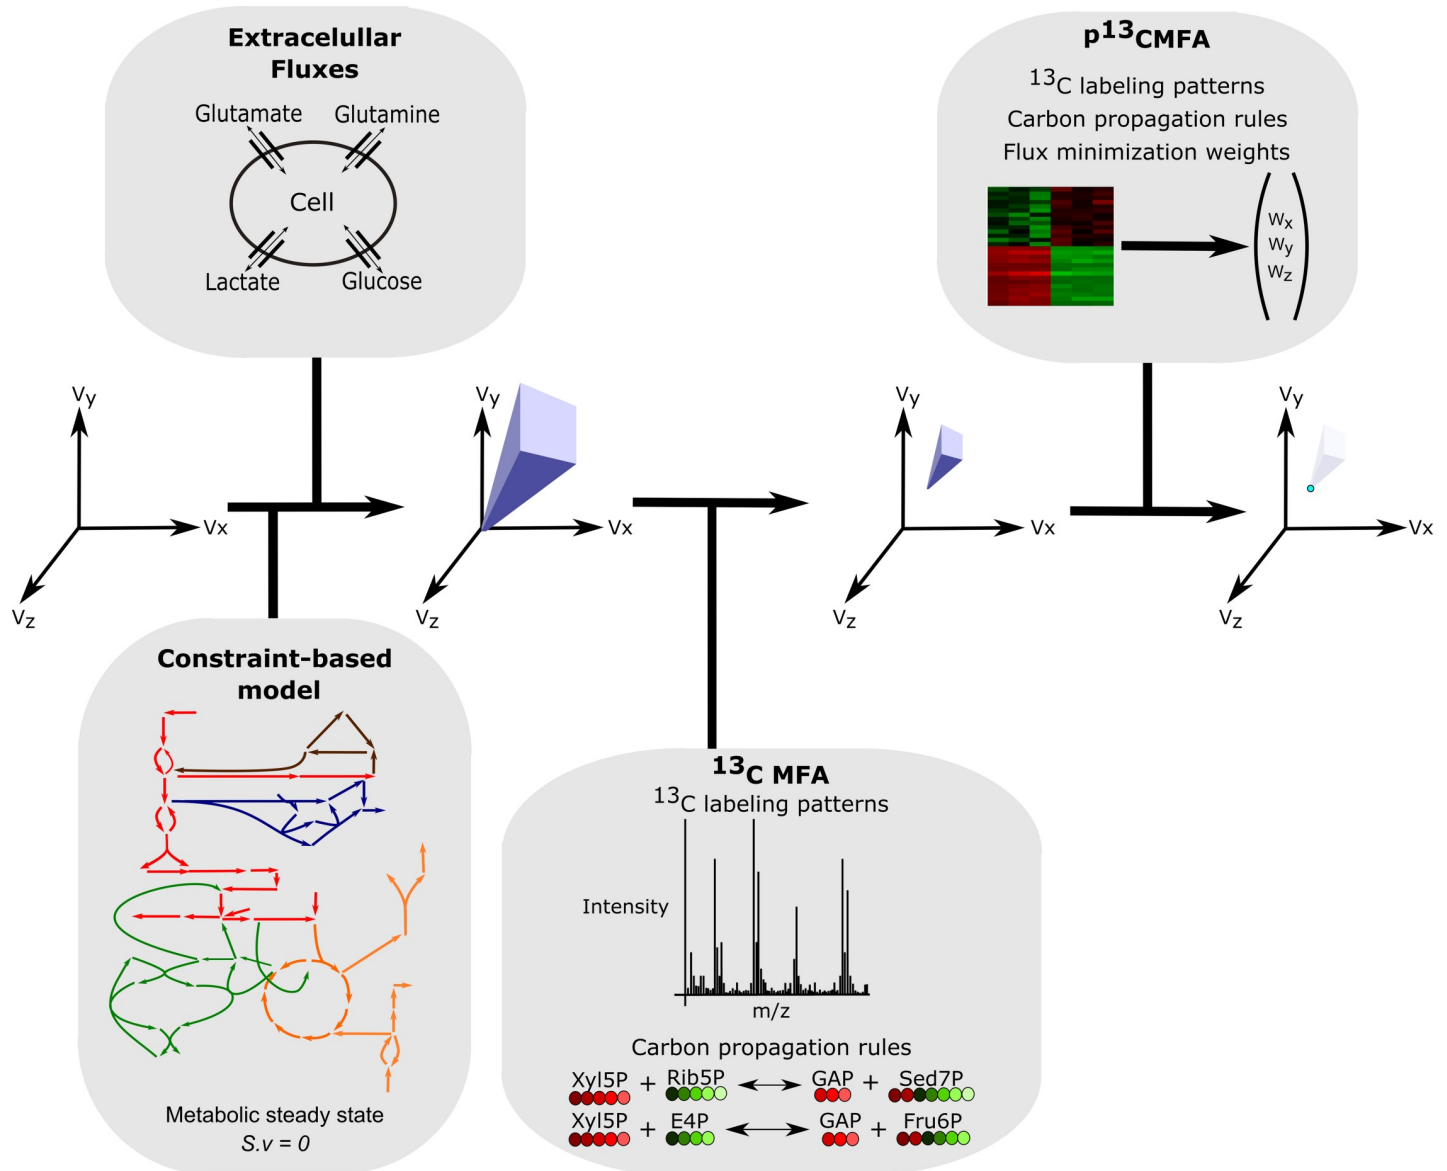 Extracelullar
Fluxes
Glutamate Glutamine
Cell
Lactate Glucose
p13CMFA
13C labeling patterns
Carbon propagation rules
Flux minimization weights
Wx
Wy
Wz
Vy
Vx
Vz
Vy
Vx
Vz
Vy
Vx
Vz
Vy
Vx
Vz
Constraint-based
model
Metabolic steady state
S.v = 0
13C MFA
13C labeling patterns
Intensity
m/z
Carbon propagation rules
Xyl5P + Rib5P GAP + Sed7P
Xyl5P + E4P GAP + Fru6P